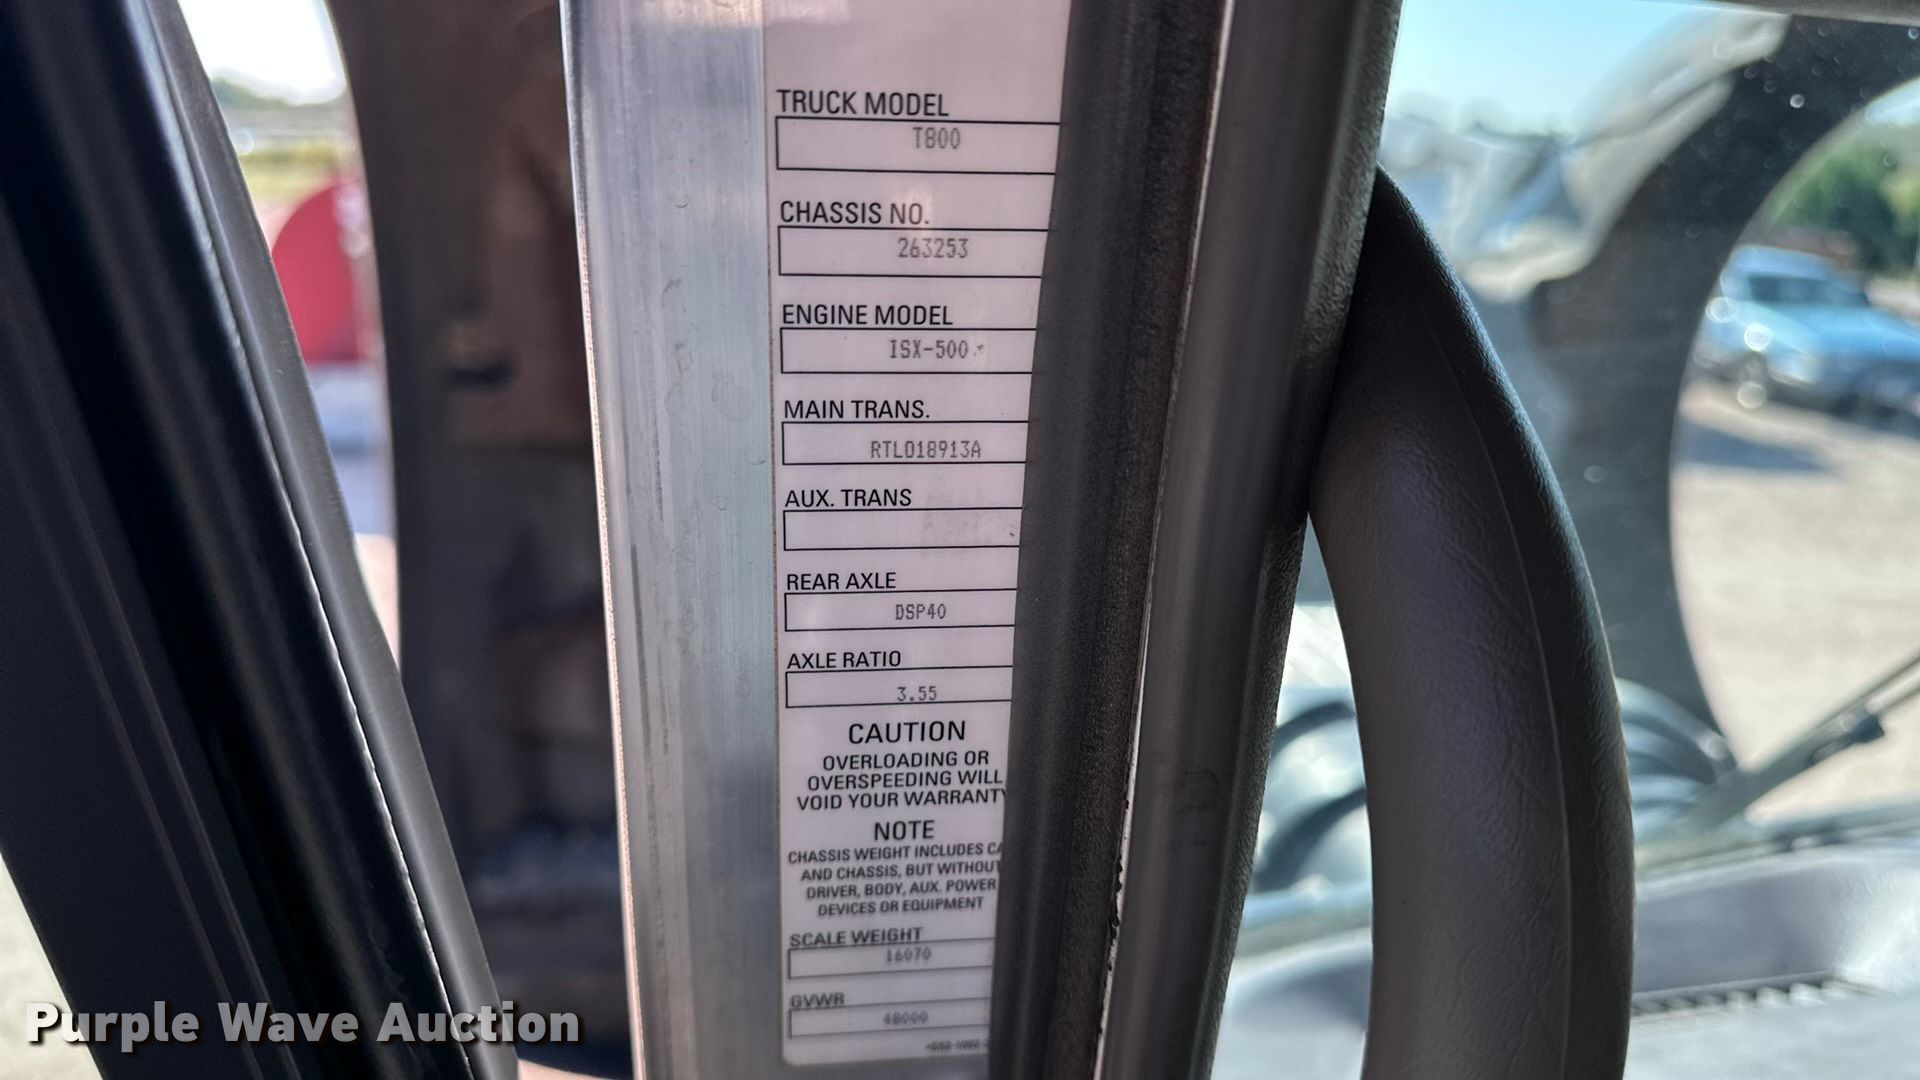 TRUCK MODEL
T800
CHASSIS NO.
263253
ENGINE MODEL
ISX-500
MAIN TRANS.
RTLO18913A
AUX. TRANS
REAR AXLE
DSP40
AXLE RATIO
3.55
CAUTION
OVERLOADING OR
OVERSPEEDING WILL
VOID YOUR WARRANTY
NOTE
CHASSIS WEIGHT INCLUDES CA
AND CHASSIS, BUT WITHOUT
DRIVER, BODY, AUX. POWER
DEVICES OR EQUIPMENT
SCALE WEIGHT
16070
GVWR
48000
Purple Wave Auction